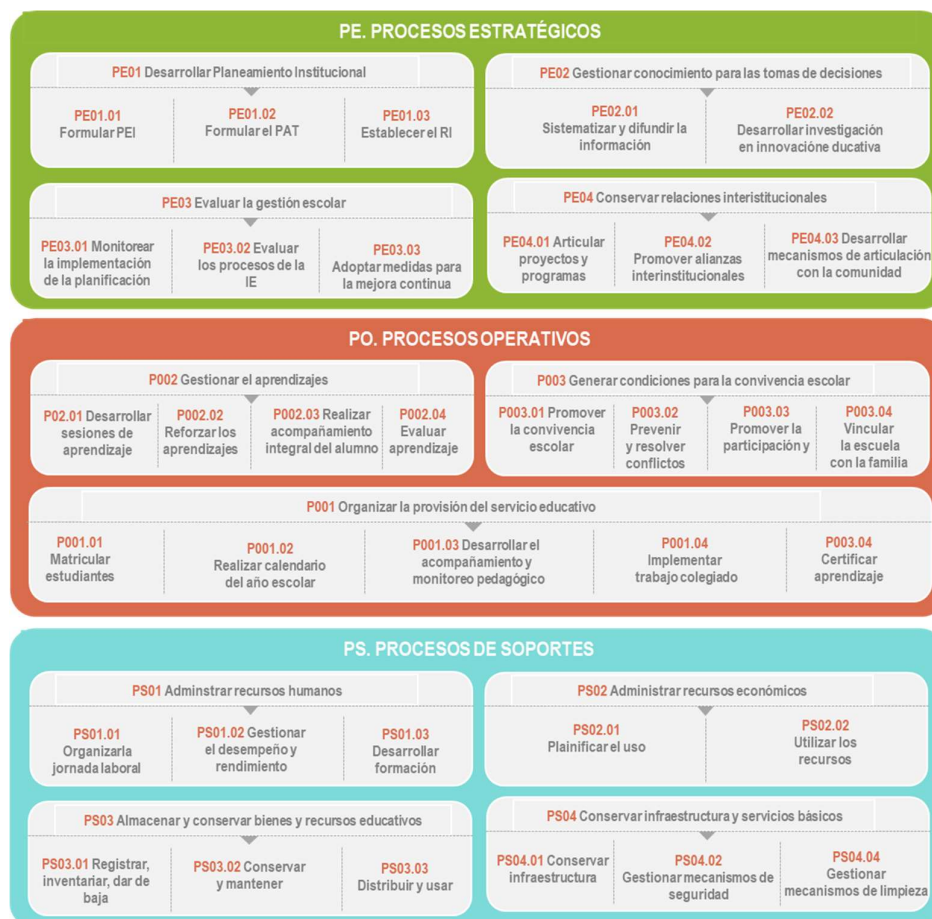 PE. PROCESOS ESTRATÉGICOS
PE01 Desarrollar Planeamiento Institucional
PE01.01
Formular PEI
PE01.02
Formular el PAT
PE01.03
Establecer el RI
PE02 Gestionar conocimiento para las tomas de decisiones
PE02.01
Sistematizar y difundir la
información
PE02.02
Desarrollar investigación
en innovacióne ducativa
PE03 Evaluar la gestión escolar
PE03.01 Monitorear
la implementación
de la planificación
PE03.02 Evaluar
los procesos de la
IE
PE03.03
Adoptar medidas para
la mejora continua
PE04 Conservar relaciones interistitucionales
PE04.01 Articular
proyectos y
programas
PE04.02
Promover alianzas
interinstitucionales
PE04.03 Desarrollar
mecanismos de articulación
con la comunidad
PO. PROCESOS OPERATIVOS
P002 Gestionar el aprendizajes
P02.01 Desarrollar
sesiones de
aprendizaje
P002.02
Reforzar los
aprendizajes
P002.03 Realizar
acompañamiento
integral del alumno
P002.04
Evaluar
aprendizaje
P003 Generar condiciones para la convivencia escolar
P003.01 Promover
la convivencia
escolar
P003.02
Prevenir
y resolver
conflictos
P003.03
Promover la
participación y
P003.04
Vincular
la escuela
con la familia
P001 Organizar la provisión del servicio educativo
P001.01
Matricular
estudiantes
P001.02
Realizar calendario
del año escolar
P001.03 Desarrollar el
acompañamiento y
monitoreo pedagógico
P001.04
Implementar
trabajo colegiado
P003.04
Certificar
aprendizaje
PS. PROCESOS DE SOPORTES
PS01 Adminstrar recursos humanos
PS01.01
Organizarla
jornada laboral
PS01.02 Gestionar
el desempeño y
rendimiento
PS01.03
Desarrollar
formación
PS02 Administrar recursos económicos
PS02.01
Plainificar el uso
PS02.02
Utilizar los
recursos
PS03 Almacenar y conservar bienes y recursos educativos
PS03.01 Registrar,
inventariar, dar de
baja
PS03.02 Conservar
y mantener
PS03.03
Distribuir y usar
PS04 Conservar infraestructura y servicios básicos
PS04.01 Conservar
infraestructura
PS04.02
Gestionar mecanismos de
seguridad
PS04.04
Gestionar
mecanismos de limpieza